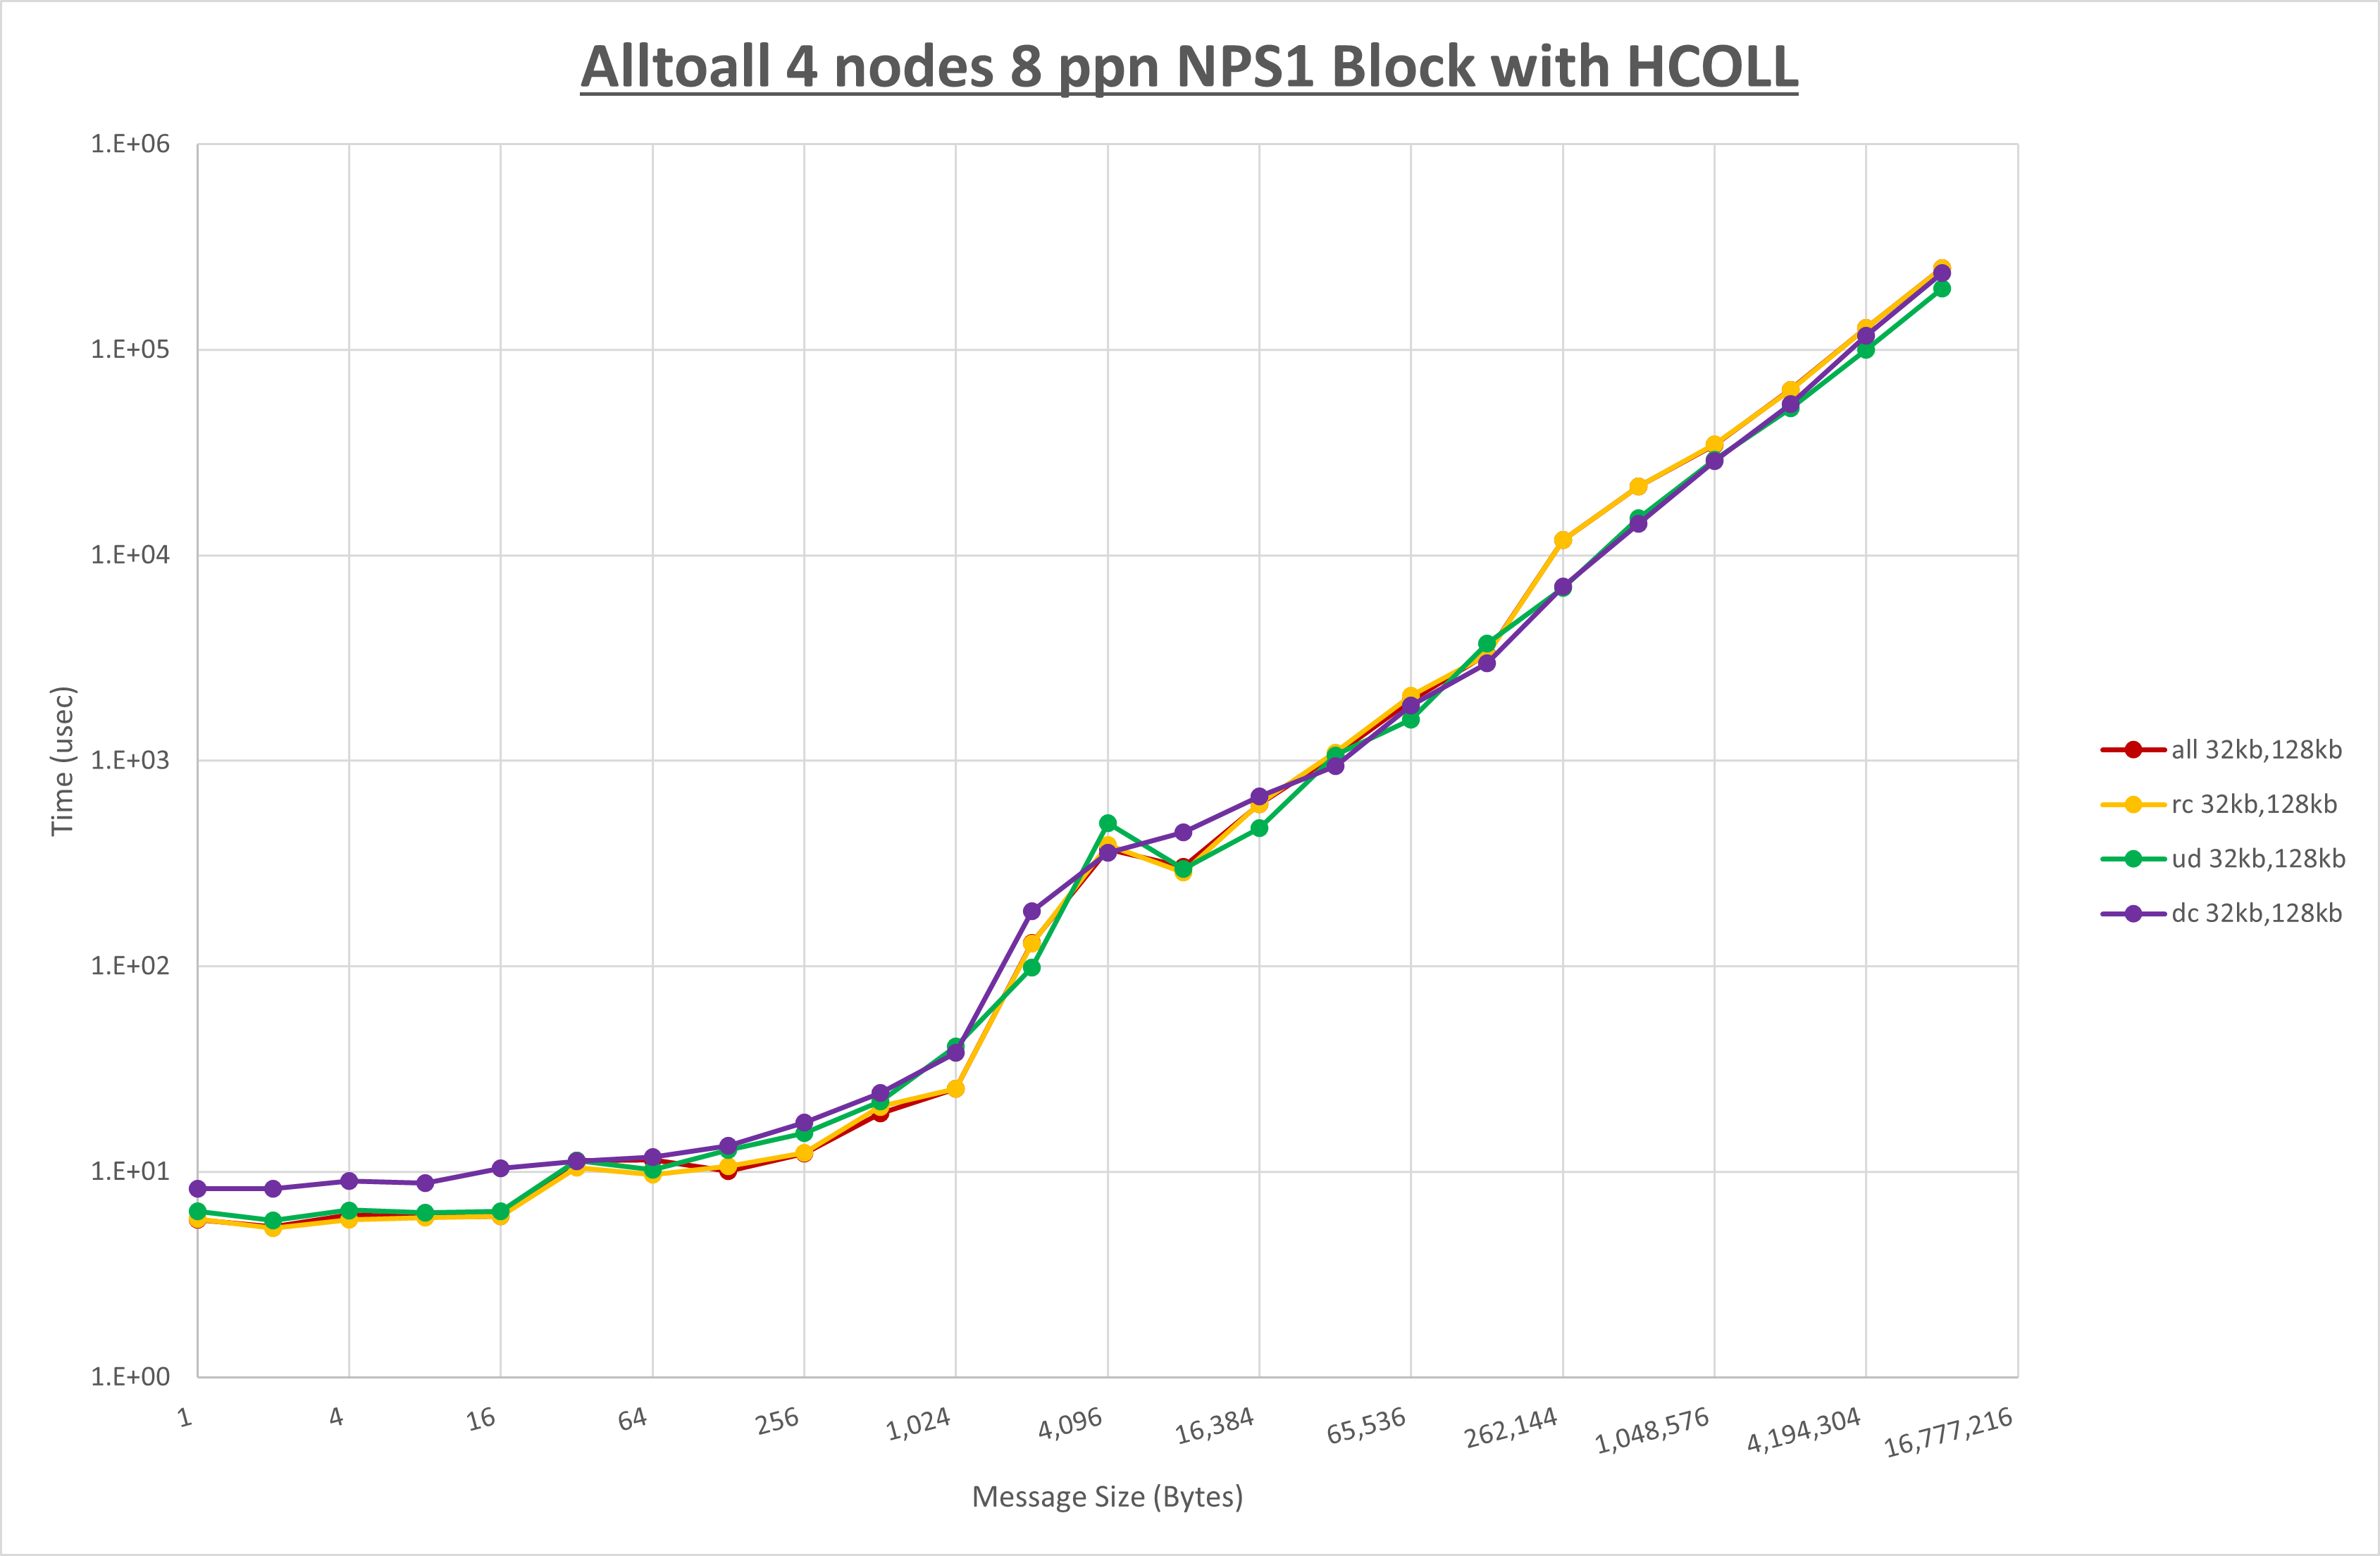 Alltoall 4 nodes 8 ppn NPS1 Block with HCOLL
1.E+06
1.E+05
1.E+04
1.E+03
1.E+02
1.E+01
1.E+00
Time (usec)
1
4
16
64
256
1,024
4,096
16,384
65,536
262,144
1,048,576
4,194,304
16,777,216
Message Size (Bytes)
all 32kb,128kb
rc 32kb,128kb
ud 32kb,128kb
dc 32kb,128kb